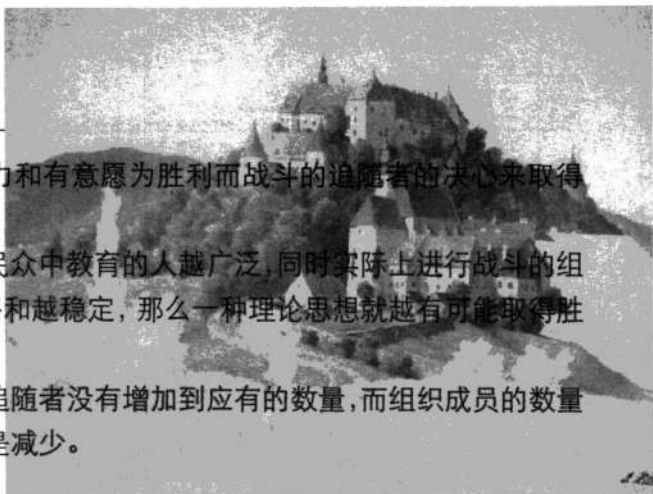 力和有意愿为胜利而战斗的追随者的决心来取得
民众中教育的人越广泛,同时实际上进行战斗的组
和越稳定,那么一种理论思想就越有可能取得胜
追随者没有增加到应有的数量,而组织成员的数量
是减少。